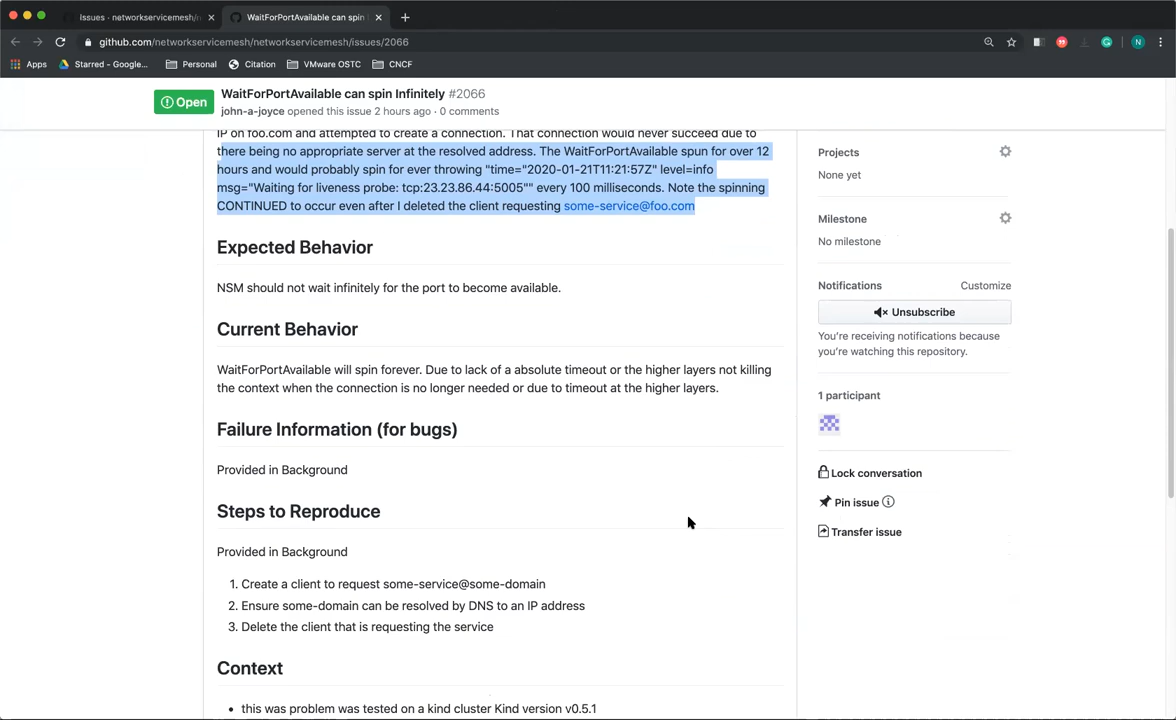 Issues · networkservicemesh/n
WaitForPortAvailable can spin
github.com/networkservicemesh/networkservicemesh/issues/2066
N
Apps
Starred - Google...
Personal
Citation
VMware OSTC
CNCF
Open
WaitForPortAvailable can spin Infinitely #2066
john-a-joyce opened this issue 2 hours ago · 0 comments
IP on foo.com and attempted to create a connection. That connection would never succeed due to
there being no appropriate server at the resolved address. The WaitForPortAvailable spun for over 12
hours and would probably spin for ever throwing "time="2020-01-21T11:21:57Z" level=info
msg="Waiting for liveness probe: tcp:23.23.86.44:5005"" every 100 milliseconds. Note the spinning
CONTINUED to occur even after I deleted the client requesting some-service@foo.com
Expected Behavior
NSM should not wait infinitely for the port to become available.
Current Behavior
WaitForPortAvailable will spin forever. Due to lack of a absolute timeout or the higher layers not killing
the context when the connection is no longer needed or due to timeout at the higher layers.
Failure Information (for bugs)
Provided in Background
Steps to Reproduce
Provided in Background
1. Create a client to request some-service@some-domain
2. Ensure some-domain can be resolved by DNS to an IP address
3. Delete the client that is requesting the service
Context
• this was problem was tested on a kind cluster Kind version v0.5.1
Projects
None yet
Milestone
No milestone
Notifications
Customize
Unsubscribe
You're receiving notifications because
you're watching this repository.
1 participant
Lock conversation
Pin issue
Transfer issue